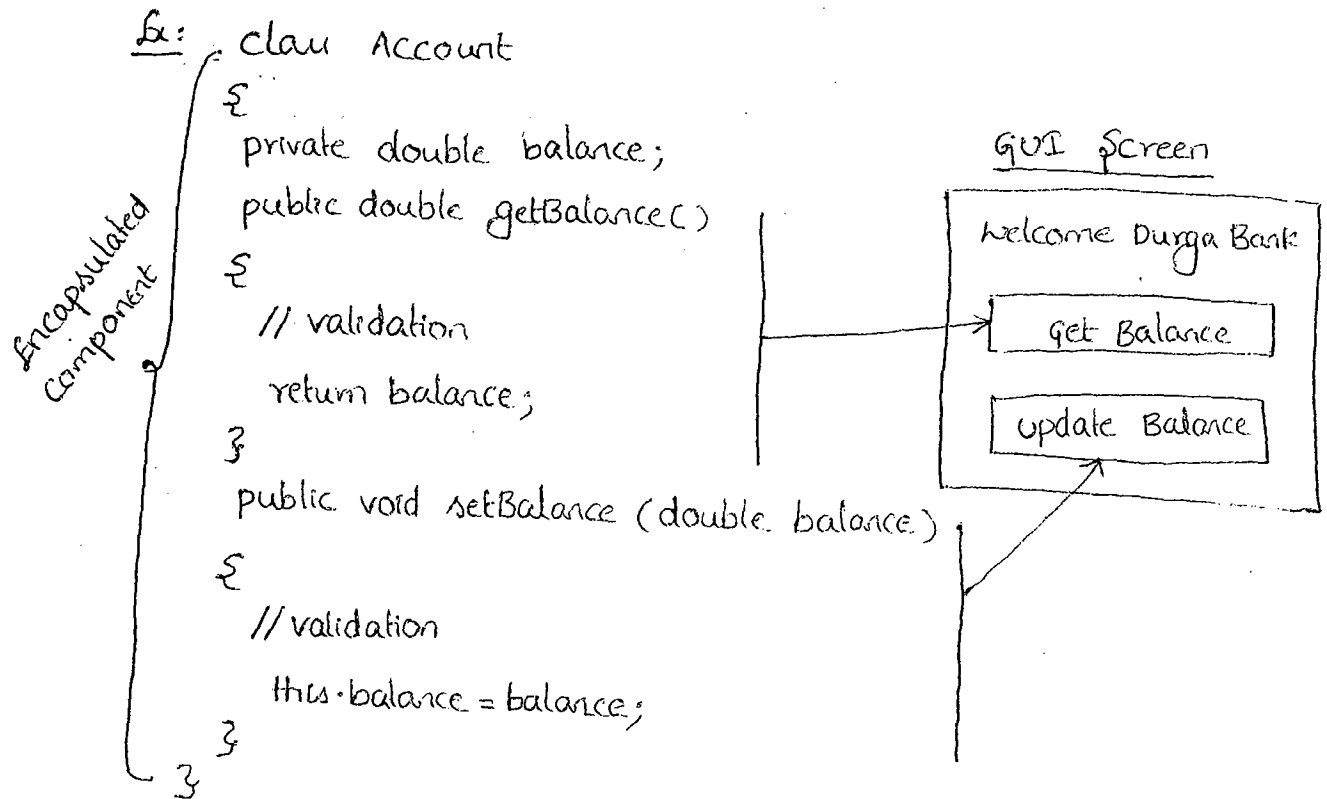 Ex:
class Account
{
private double balance;
public double getBalance()
{
// validation
return balance;
}
public void setBalance (double balance)
{
// validation
this.balance = balance;
}
}
Encapsulated
component
GUI Screen
Welcome Durga Bank
Get Balance
update Balance